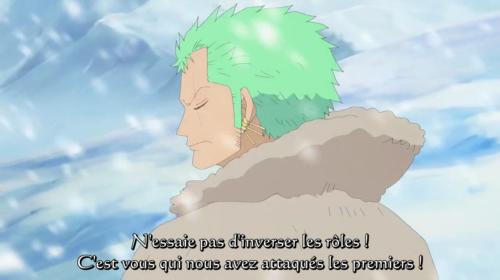 N'essaie pas d'inverser les rôles !
C'est vous qui nous avez attaqués les premiers !